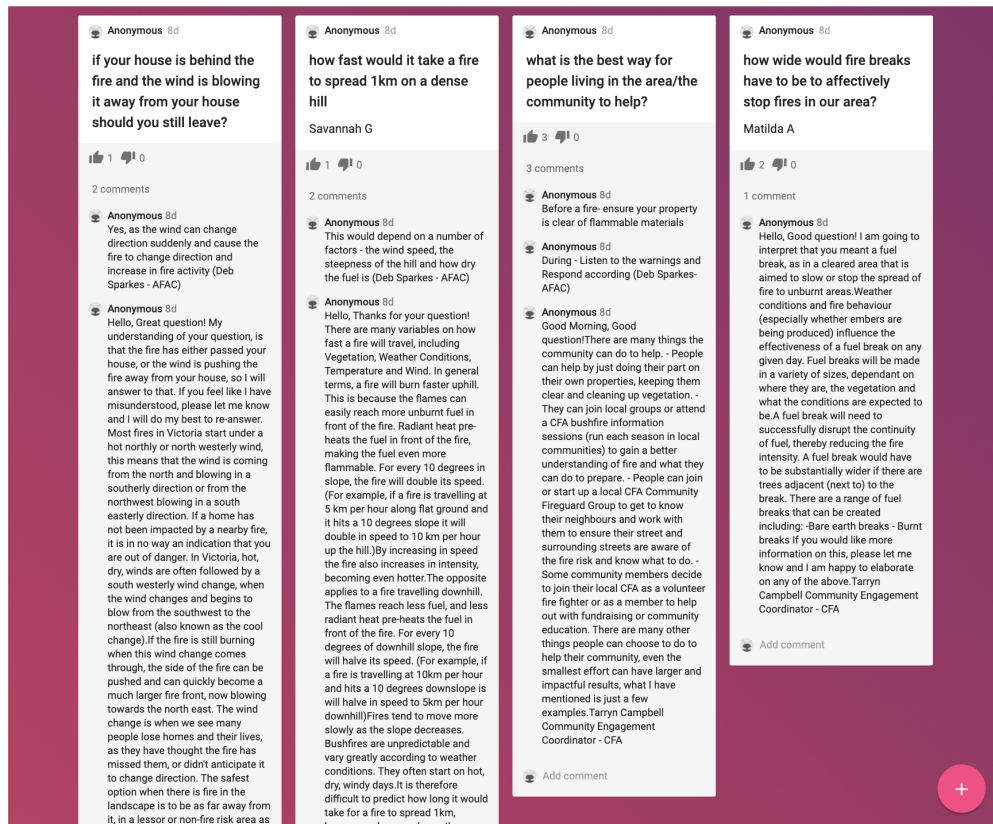 Anonymous 8d
if your house is behind the
fire and the wind is blowing
it away from your house
should you still leave?
1 0
2 comments
Anonymous 8d
Yes, as the wind can change
direction suddenly and cause the
fire to change direction and
increase in fire activity (Deb
Sparkes - AFAC)
Anonymous 8d
Hello, Great question! My
understanding of your question, is
that the fire has either passed your
house, or the wind is pushing the
fire away from your house, so I will
answer to that. If you feel like I have
misunderstood, please let me know
and I will do my best to re-answer.
Most fires in Victoria start under a
hot northly or north westerly wind,
this means that the wind is coming
from the north and blowing in a
southerly direction or from the
northwest blowing in a south
easterly direction. If a home has
not been impacted by a nearby fire,
it is in no way an indication that you
are out of danger. In Victoria, hot,
dry, winds are often followed by a
south westerly wind change, when
the wind changes and begins to
blow from the southwest to the
northeast (also known as the cool
change).If the fire is still burning
when this wind change comes
through, the side of the fire can be
pushed and can quickly become a
much larger fire front, now blowing
towards the north east. The wind
change is when we see many
people lose homes and their lives,
as they have thought the fire has
missed them, or didn't anticipate it
to change direction. The safest
option when there is fire in the
landscape is to be as far away from
it, in a lessor or non-fire risk area as
Anonymous 8d
how fast would it take a fire
to spread 1km on a dense
hill
Savannah G
1 0
2 comments
Anonymous 8d
This would depend on a number of
factors - the wind speed, the
steepness of the hill and how dry
the fuel is (Deb Sparkes - AFAC)
Anonymous 8d
Hello, Thanks for your question!
There are many variables on how
fast a fire will travel, including
Vegetation, Weather Conditions,
Temperature and Wind. In general
terms, a fire will burn faster uphill.
This is because the flames can
easily reach more unburnt fuel in
front of the fire. Radiant heat pre-
heats the fuel in front of the fire,
making the fuel even more
flammable. For every 10 degrees in
slope, the fire will double its speed.
(For example, if a fire is travelling at
5 km per hour along flat ground and
it hits a 10 degrees slope it will
double in speed to 10 km per hour
up the hill.)By increasing in speed
the fire also increases in intensity,
becoming even hotter.The opposite
applies to a fire travelling downhill.
The flames reach less fuel, and less
radiant heat pre-heats the fuel in
front of the fire. For every 10
degrees of downhill slope, the fire
will halve its speed. (For example, if
a fire is travelling at 10km per hour
and hits a 10 degrees downslope is
will halve in speed to 5km per hour
downhill)Fires tend to move more
slowly as the slope decreases.
Bushfires are unpredictable and
vary greatly according to weather
conditions. They often start on hot,
dry, windy days.It is therefore
difficult to predict how long it would
take for a fire to spread 1km,
Anonymous 8d
what is the best way for
people living in the area/the
community to help?
3 0
3 comments
Anonymous 8d
Before a fire- ensure your property
is clear of flammable materials
Anonymous 8d
During - Listen to the warnings and
Respond according (Deb Sparkes-
AFAC)
Anonymous 8d
Good Morning, Good
question!There are many things the
community can do to help. - People
can help by just doing their part on
their own properties, keeping them
clear and cleaning up vegetation. -
They can join local groups or attend
a CFA bushfire information
sessions (run each season in local
communities) to gain a better
understanding of fire and what they
can do to prepare. - People can join
or start up a local CFA Community
Fireguard Group to get to know
their neighbours and work with
them to ensure their street and
surrounding streets are aware of
the fire risk and know what to do. -
Some community members decide
to join their local CFA as a volunteer
fire fighter or as a member to help
out with fundraising or community
education. There are many other
things people can choose to do to
help their community, even the
smallest effort can have larger and
impactful results, what I have
mentioned is just a few
examples.Tarryn Campbell
Community Engagement
Coordinator - CFA
Add comment
Anonymous 8d
how wide would fire breaks
have to be to affectively
stop fires in our area?
Matilda A
2 0
1 comment
Anonymous 8d
Hello, Good question! I am going to
interpret that you meant a fuel
break, as in a cleared area that is
aimed to slow or stop the spread of
fire to unburnt areas.Weather
conditions and fire behaviour
(especially whether embers are
being produced) influence the
effectiveness of a fuel break on any
given day. Fuel breaks will be made
in a variety of sizes, dependant on
where they are, the vegetation and
what the conditions are expected to
be.A fuel break will need to
successfully disrupt the continuity
of fuel, thereby reducing the fire
intensity. A fuel break would have
to be substantially wider if there are
trees adjacent (next to) to the
break. There are a range of fuel
breaks that can be created
including: -Bare earth breaks - Burnt
breaks If you would like more
information on this, please let me
know and I am happy to elaborate
on any of the above.Tarryn
Campbell Community Engagement
Coordinator - CFA
Add comment